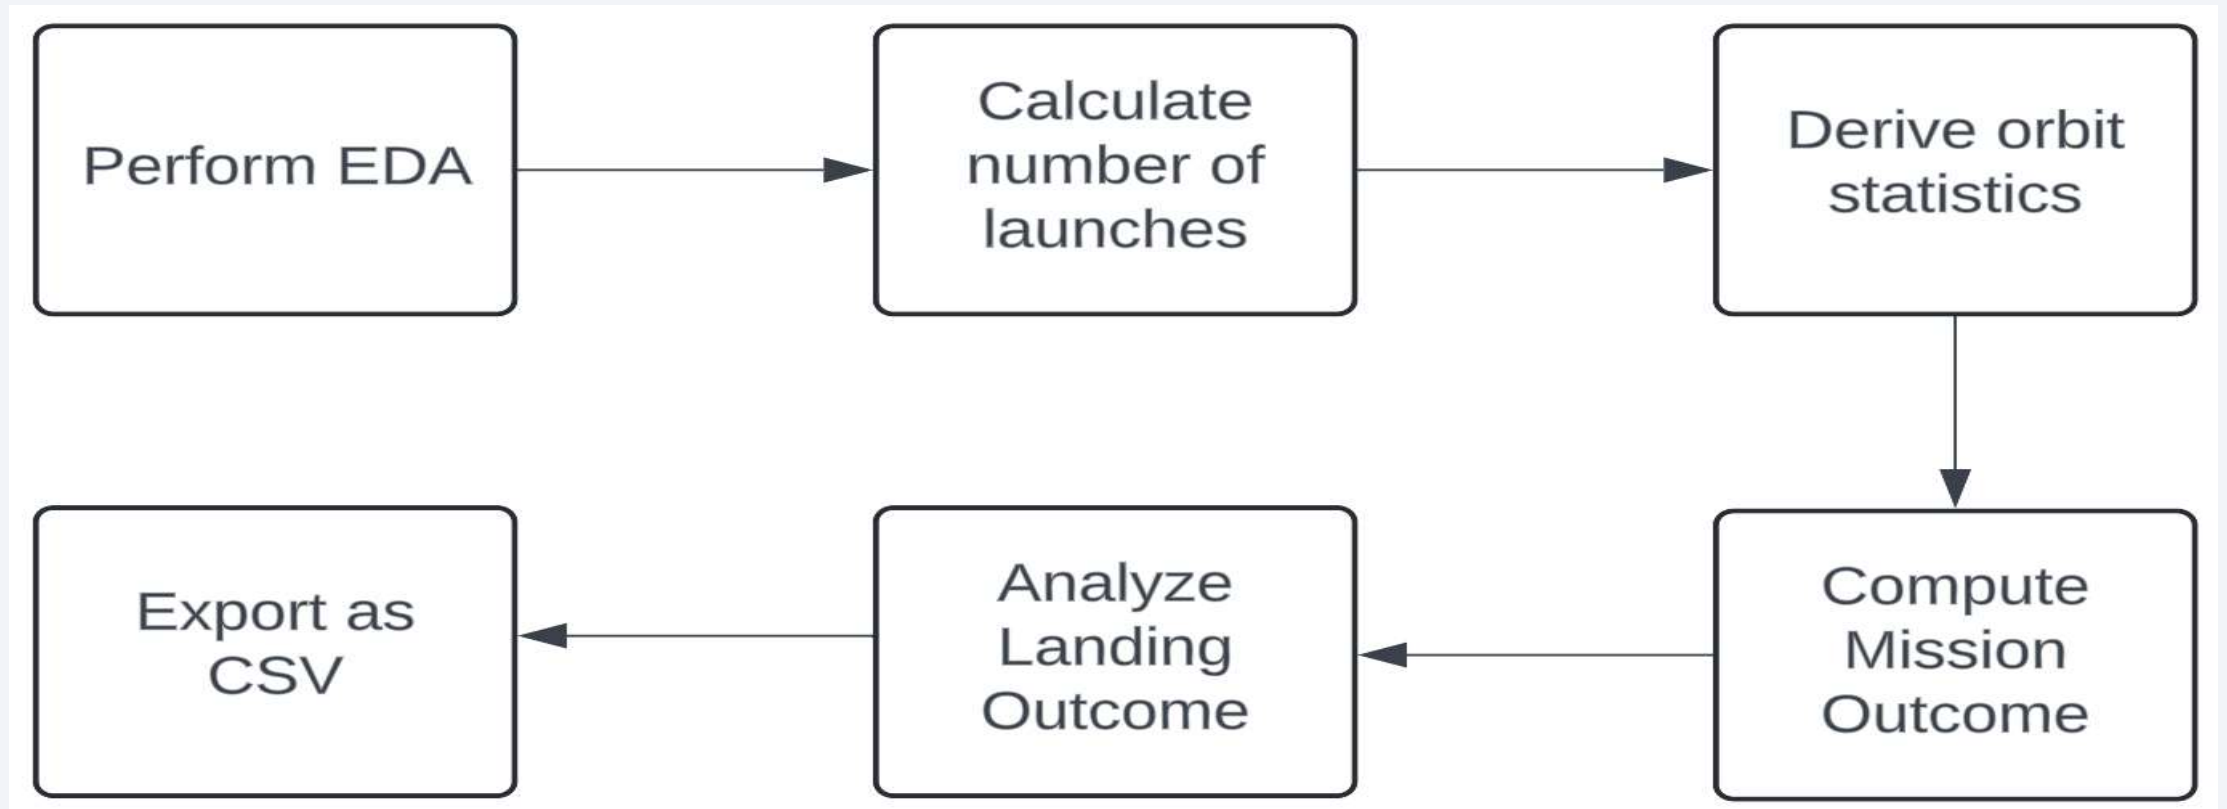 Perform EDA
Calculate
number of
launches
Derive orbit
statistics
Compute
Mission
Outcome
Analyze
Landing
Outcome
Export as
CSV